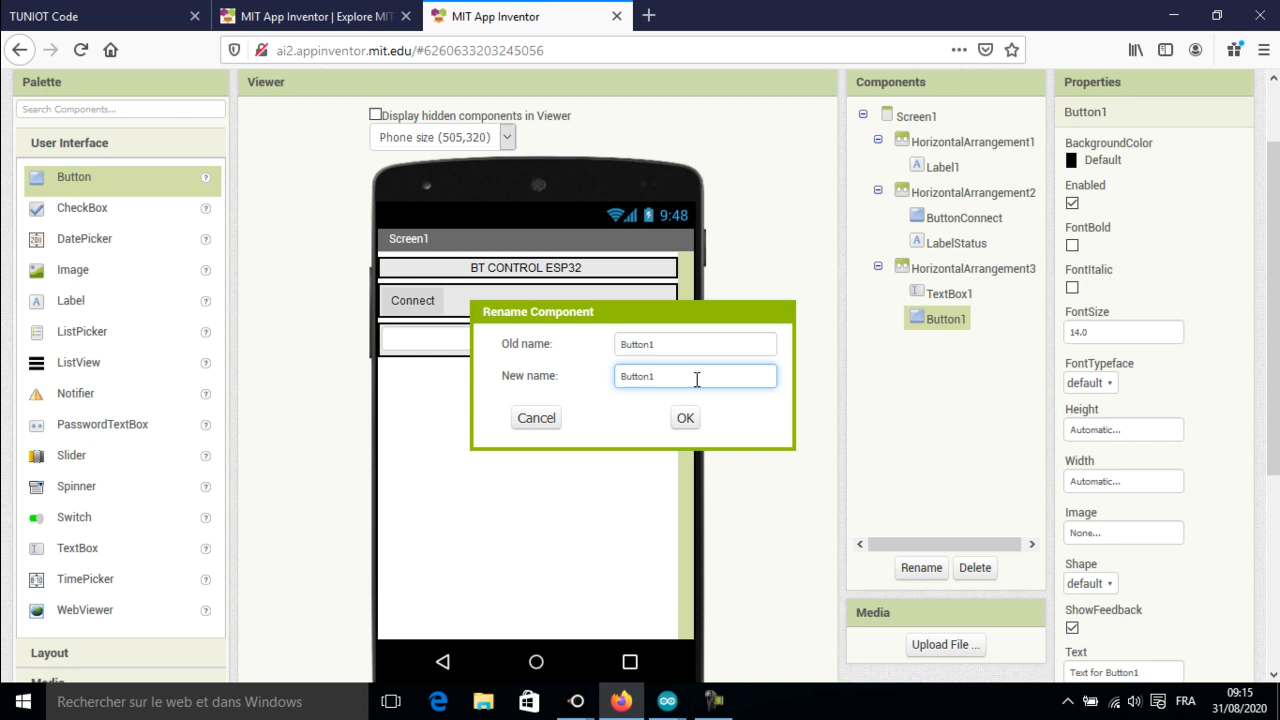 TUNIOT Code
MIT App Inventor | Explore MIT
MIT App Inventor
ai2.appinventor.mit.edu/#6260633203245056
Palette
Viewer
Components
Properties
Search Components...
User Interface
Button
CheckBox
DatePicker
Image
Label
ListPicker
ListView
Notifier
PasswordTextBox
Slider
Spinner
Switch
TextBox
TimePicker
WebViewer
Layout
Display hidden components in Viewer
Phone size (505,320)
9:48
Screen1
BT CONTROL ESP32
Connect
Rename Component
Old name:
Button1
New name:
Button1
Cancel
OK
Screen1
HorizontalArrangement1
Label1
HorizontalArrangement2
ButtonConnect
LabelStatus
HorizontalArrangement3
TextBox1
Button1
Rename
Delete
Media
Upload File ...
Button1
BackgroundColor
Default
Enabled
FontBold
FontItalic
FontSize
14.0
FontTypeface
default
Height
Automatic...
Width
Automatic...
Image
None...
Shape
default
ShowFeedback
Text
Text for Button1
Rechercher sur le web et dans Windows
FRA
09:15
31/08/2020